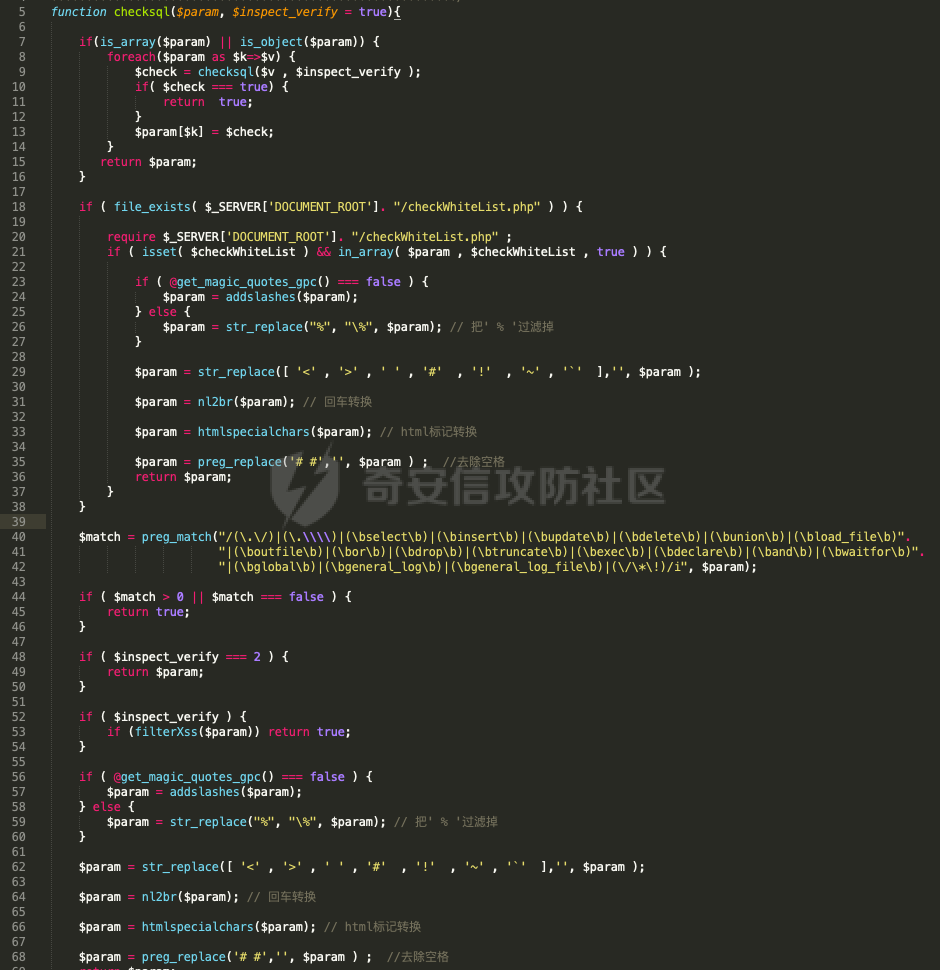 5 function checksql($param, $inspect_verify = true){
6
7 if(is_array($param) || is_object($param)) {
8 foreach($param as $k=>$v) {
9 $check = checksql($v , $inspect_verify );
10 if( $check === true) {
11 return  true;
12 }
13 $param[$k] = $check;
14 }
15 return $param;
16 }
17
18 if ( file_exists( $_SERVER['DOCUMENT_ROOT']. "/checkWhiteList.php" ) ) {
19
20 require $_SERVER['DOCUMENT_ROOT']. "/checkWhiteList.php" ;
21 if ( isset( $checkWhiteList ) && in_array( $param , $checkWhiteList , true ) ) {
22
23 if ( @get_magic_quotes_gpc() === false ) {
24 $param = addslashes($param);
25 } else {
26 $param = str_replace("%", "\%", $param); // 把' % '过滤掉
27 }
28
29 $param = str_replace([ '<' , '>' , ' ' , '#'  , '!'  , '~' , '`'  ],'', $param );
30
31 $param = nl2br($param); // 回车转换
32
33 $param = htmlspecialchars($param); // html标记转换
34
35 $param = preg_replace('# #','', $param ) ;  //去除空格
36 return $param;
37 }
38 }
39
40 $match = preg_match("/(\.\/)|(\.\\\\)|(\bselect\b)|(\binsert\b)|(\bupdate\b)|(\bdelete\b)|(\bunion\b)|(\bload_file\b)".
41 "|(\boutfile\b)|(\bor\b)|(\bdrop\b)|(\btruncate\b)|(\bexec\b)|(\bdeclare\b)|(\band\b)|(\bwaitfor\b)".
42 "|(\bglobal\b)|(\bgeneral_log\b)|(\bgeneral_log_file\b)|(\/\*\!)/i", $param);
43
44 if ( $match > 0 || $match === false ) {
45 return true;
46 }
47
48 if ( $inspect_verify === 2 ) {
49 return $param;
50 }
51
52 if ( $inspect_verify ) {
53 if (filterXss($param)) return true;
54 }
55
56 if ( @get_magic_quotes_gpc() === false ) {
57 $param = addslashes($param);
58 } else {
59 $param = str_replace("%", "\%", $param); // 把' % '过滤掉
60 }
61
62 $param = str_replace([ '<' , '>' , ' ' , '#'  , '!'  , '~' , '`'  ],'', $param );
63
64 $param = nl2br($param); // 回车转换
65
66 $param = htmlspecialchars($param); // html标记转换
67
68 $param = preg_replace('# #','', $param ) ;  //去除空格
奇安信攻防社区